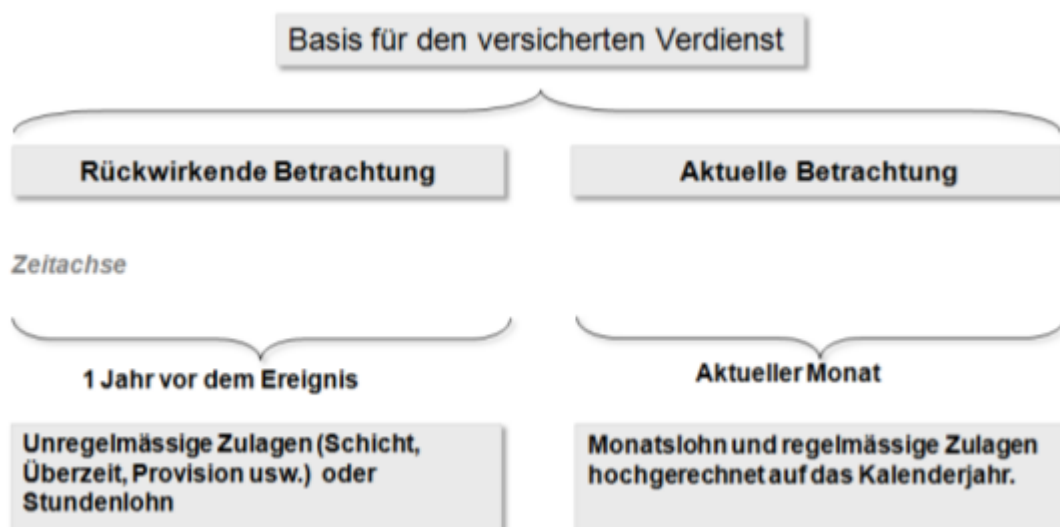 Basis für den versicherten Verdienst
Rückwirkende Betrachtung
Aktuelle Betrachtung
Zeitachse
1 Jahr vor dem Ereignis
Aktueller Monat
Unregelmässige Zulagen (Schicht,
Überzeit, Provision usw.) oder
Stundenlohn
Monatslohn und regelmässige Zulagen
hochgerechnet auf das Kalenderjahr.